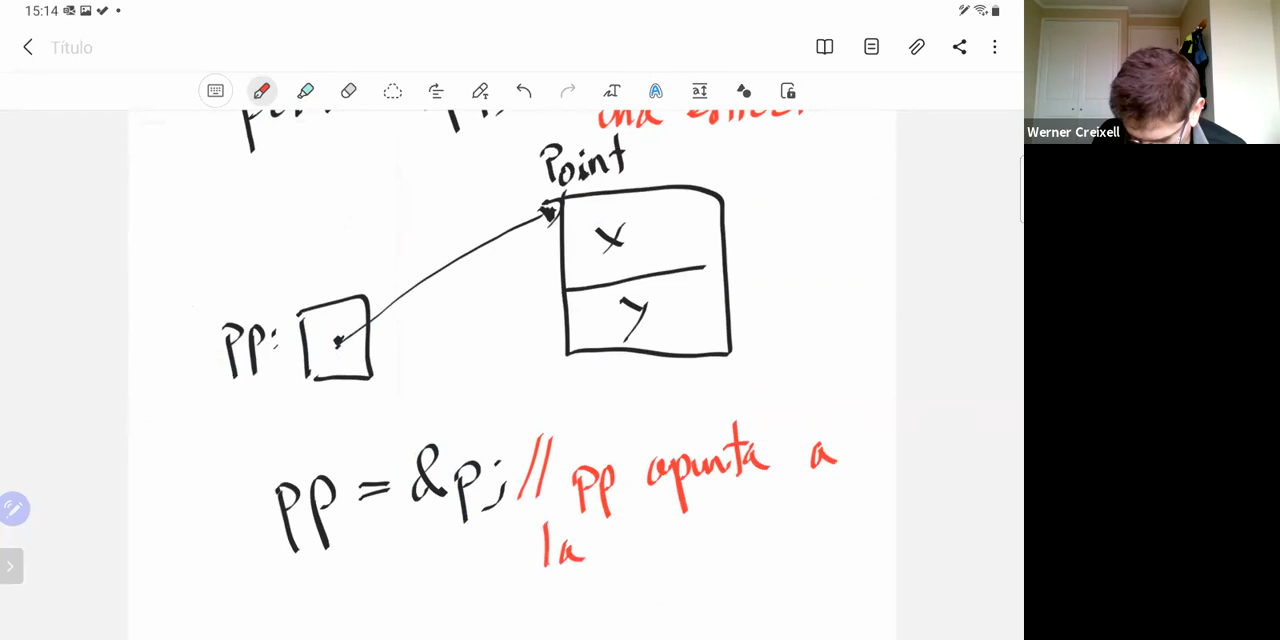 15:14
Título
Werner Creixell
Point
x
y
pp:
pp = &p; // pp apunta a
la